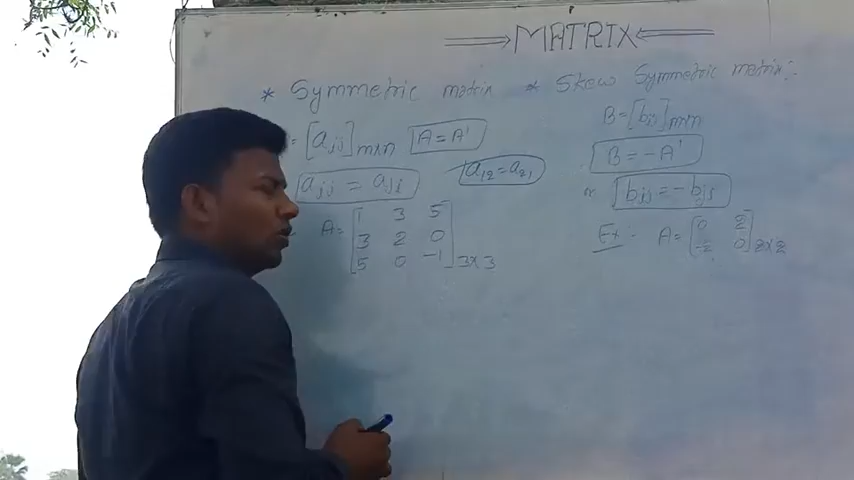 MATRIX
* Symmetric matrix
= [aij]mxn A = A'
aij = aji a12 = a21
A = [1 3 5
3 2 0
5 0 -1] 3x3
* Skew Symmetric matrix:-
B = [bij]mxn
B = -A'
bij = -bji
Ex:- A = [0 2
-2 0] 2x2